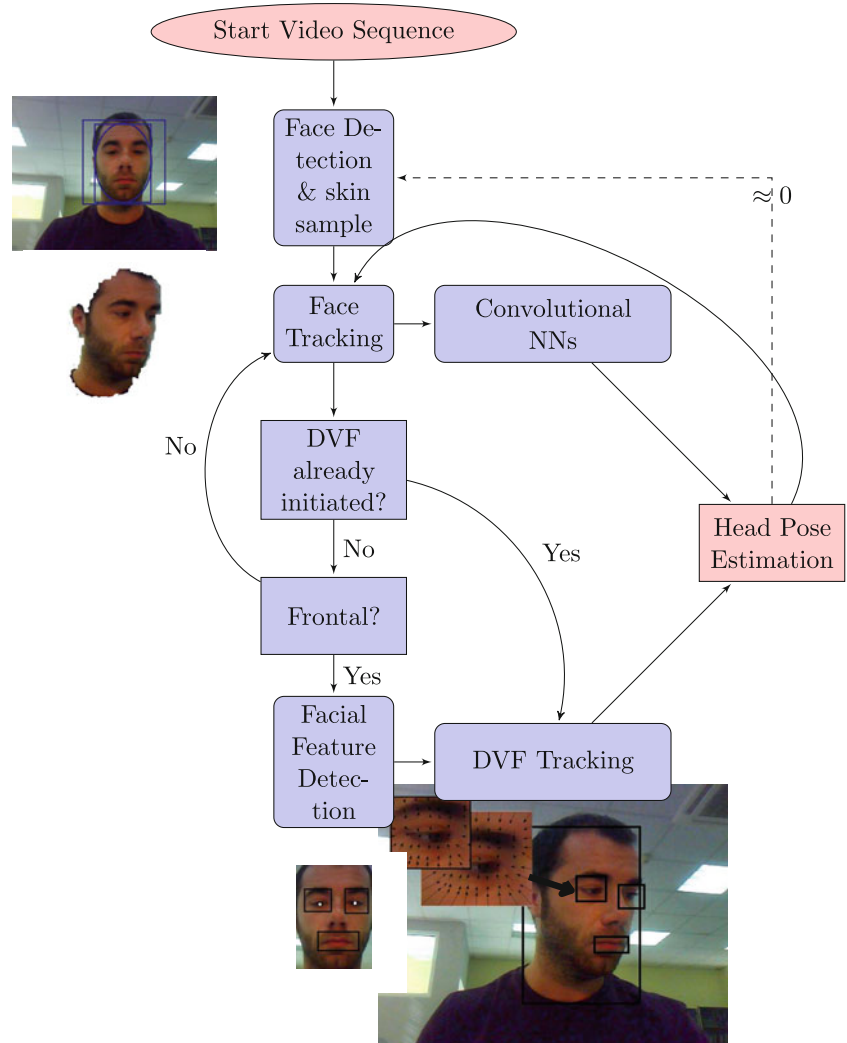 Start Video Sequence
Face De-
tection
& skin
sample
≈ 0
Face
Tracking
Convolutional
NNs
No
DVF
already
initiated?
Head Pose
Estimation
No
Yes
Frontal?
Yes
Facial
Feature
Detec-
tion
DVF Tracking